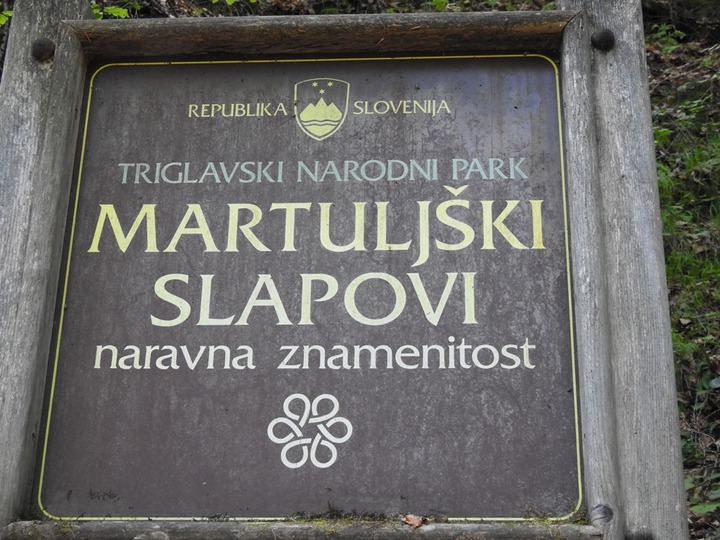 REPUBLIKA SLOVENIJA
TRIGLAVSKI NARODNI PARK
MARTULJŠKI
SLAPOVI
naravna znamenitost